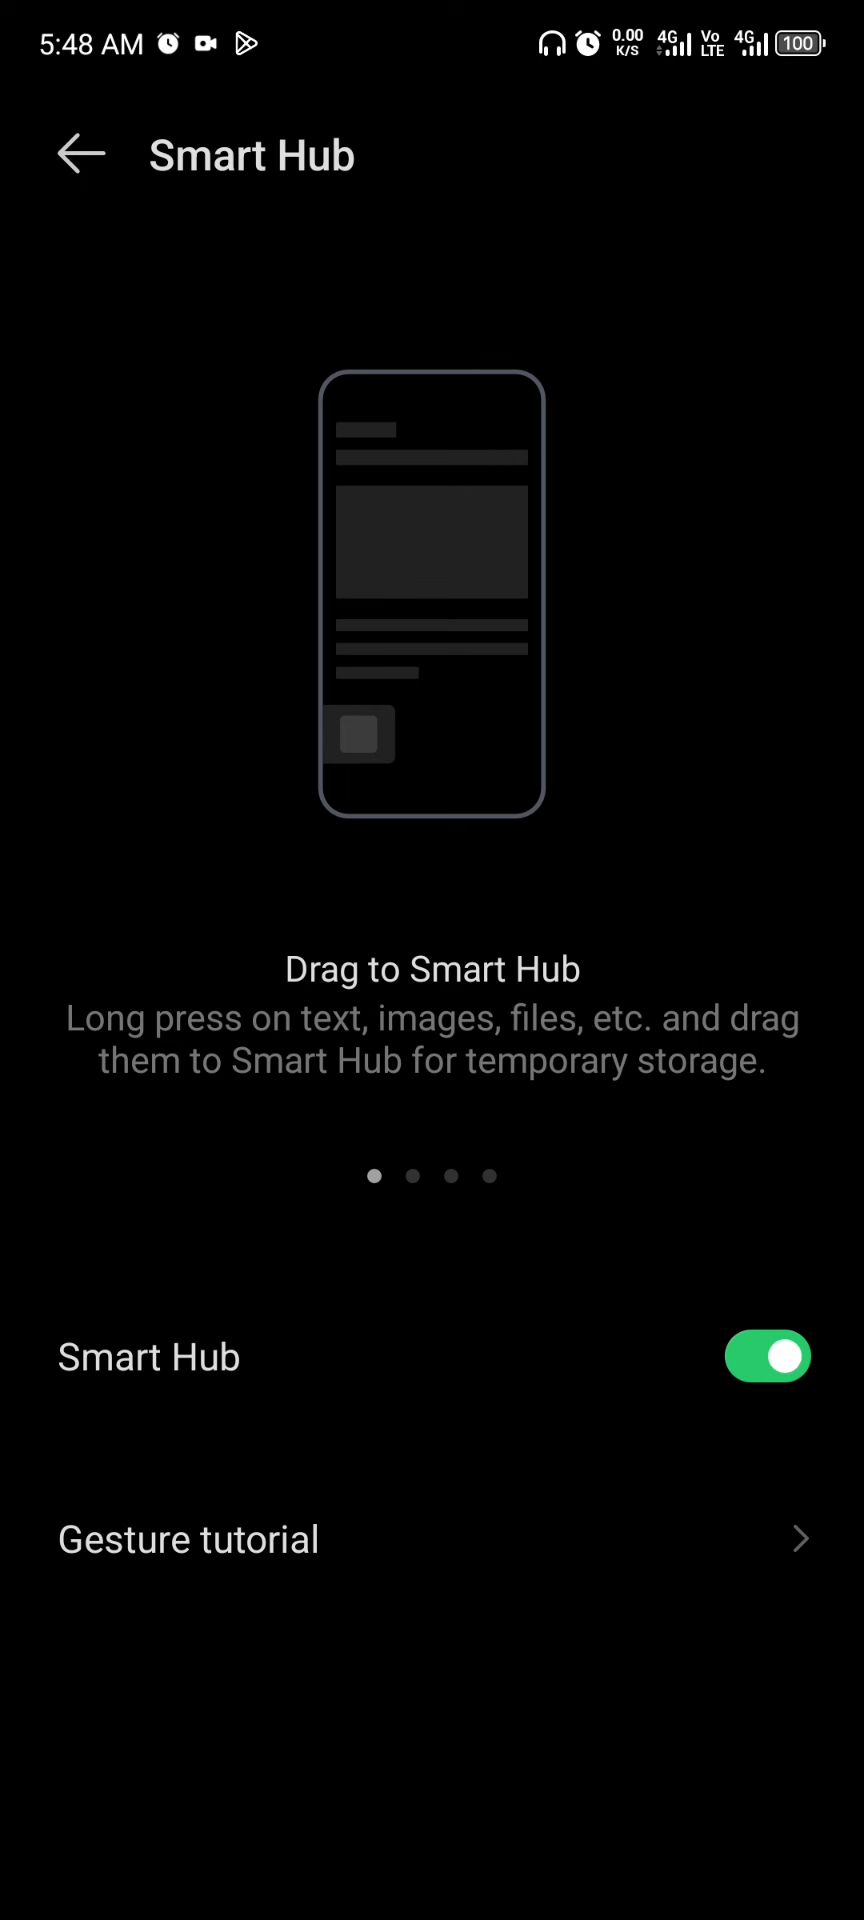 5:48 AM 0.00 K/S 4G Vo LTE 4G 100
Smart Hub
Drag to Smart Hub
Long press on text, images, files, etc. and drag
them to Smart Hub for temporary storage.
Smart Hub
Gesture tutorial